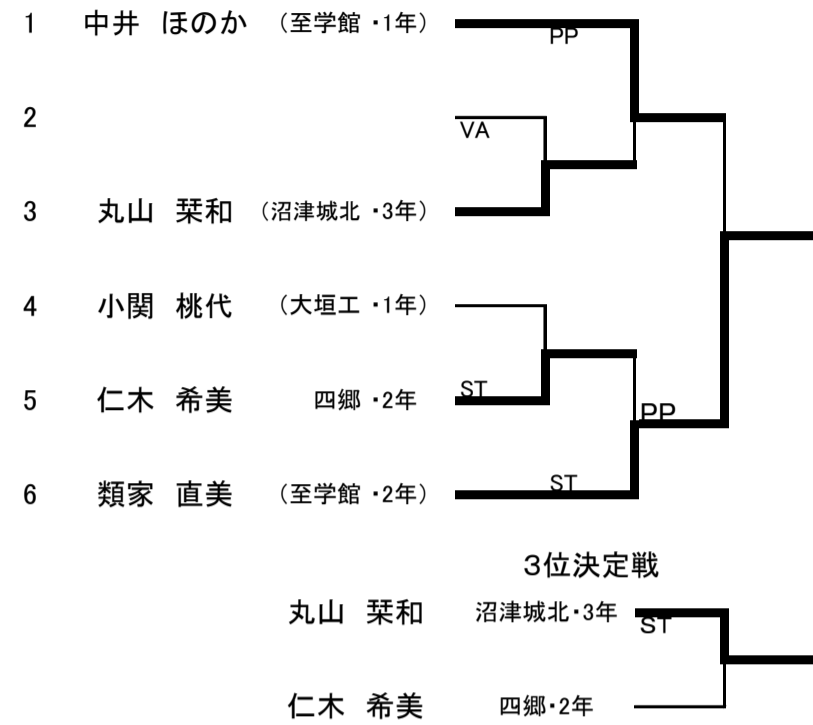 1 中井 ほのか (至学館 ・1年)
PP
2
VA
3 丸山 栞和 (沼津城北 ・3年)
4 小関 桃代 (大垣工 ・1年)
5 仁木 希美 四郷 ・2年 ST
PP
6 類家 直美 (至学館 ・2年) ST
3位決定戦
丸山 栞和 沼津城北・3年
ST
仁木 希美 四郷・2年